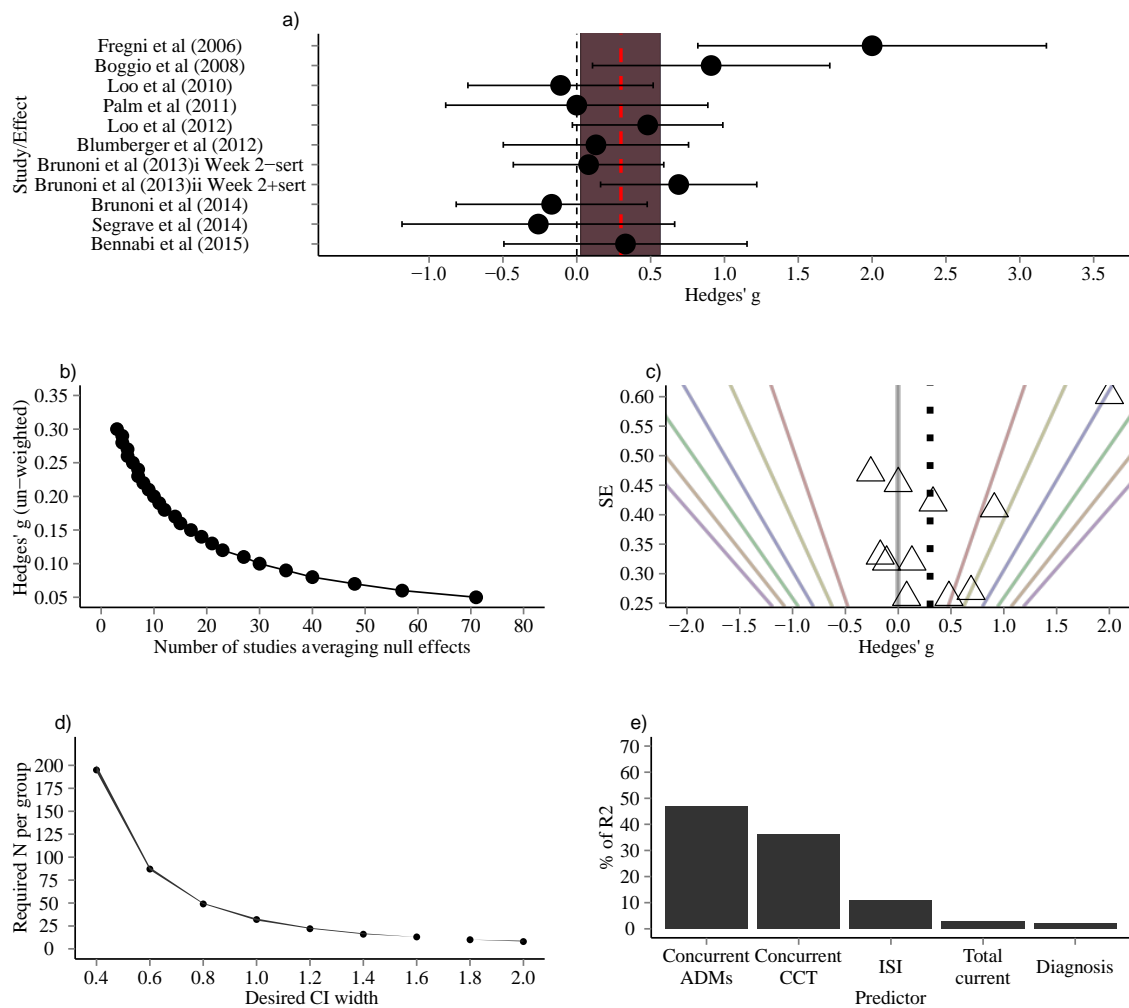 a)
Study/Effect
Fregni et al (2006)
Boggio et al (2008)
Loo et al (2010)
Palm et al (2011)
Loo et al (2012)
Blumberger et al (2012)
Brunoni et al (2013)i Week 2−sert
Brunoni et al (2013)ii Week 2+sert
Brunoni et al (2014)
Segrave et al (2014)
Bennabi et al (2015)
−1.0 −0.5 0.0 0.5 1.0 1.5 2.0 2.5 3.0 3.5
Hedges' g
b)
Hedges' g (un−weighted)
0.35
0.30
0.25
0.20
0.15
0.10
0.05
0 10 20 30 40 50 60 70 80
Number of studies averaging null effects
c)
SE
0.60
0.55
0.50
0.45
0.40
0.35
0.30
0.25
−2.0 −1.5 −1.0 −0.5 0.0 0.5 1.0 1.5 2.0
Hedges' g
d)
Required N per group
200
175
150
125
100
75
50
25
0
0.4 0.6 0.8 1.0 1.2 1.4 1.6 1.8 2.0
Desired CI width
e)
% of R2
70
60
50
40
30
20
10
0
Concurrent
ADMs
Concurrent
CCT
ISI
Total
current
Diagnosis
Predictor